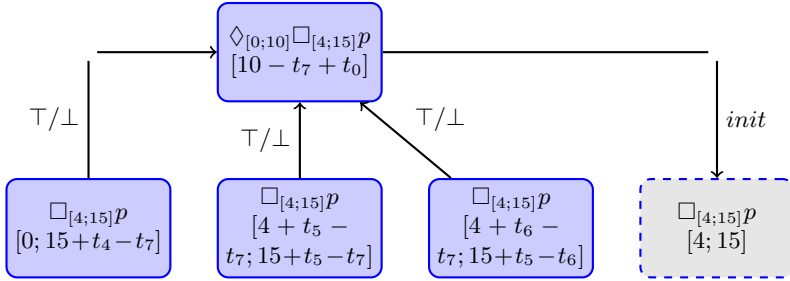 ◊[0;10]□[4;15]p
[10 − t7 + t0]
⊤/⊥
⊤/⊥
⊤/⊥
init
□[4;15]p
[0; 15+t4−t7]
□[4;15]p
[4 + t5 −
t7; 15+t5−t7]
□[4;15]p
[4 + t6 −
t7; 15+t5−t6]
□[4;15]p
[4; 15]